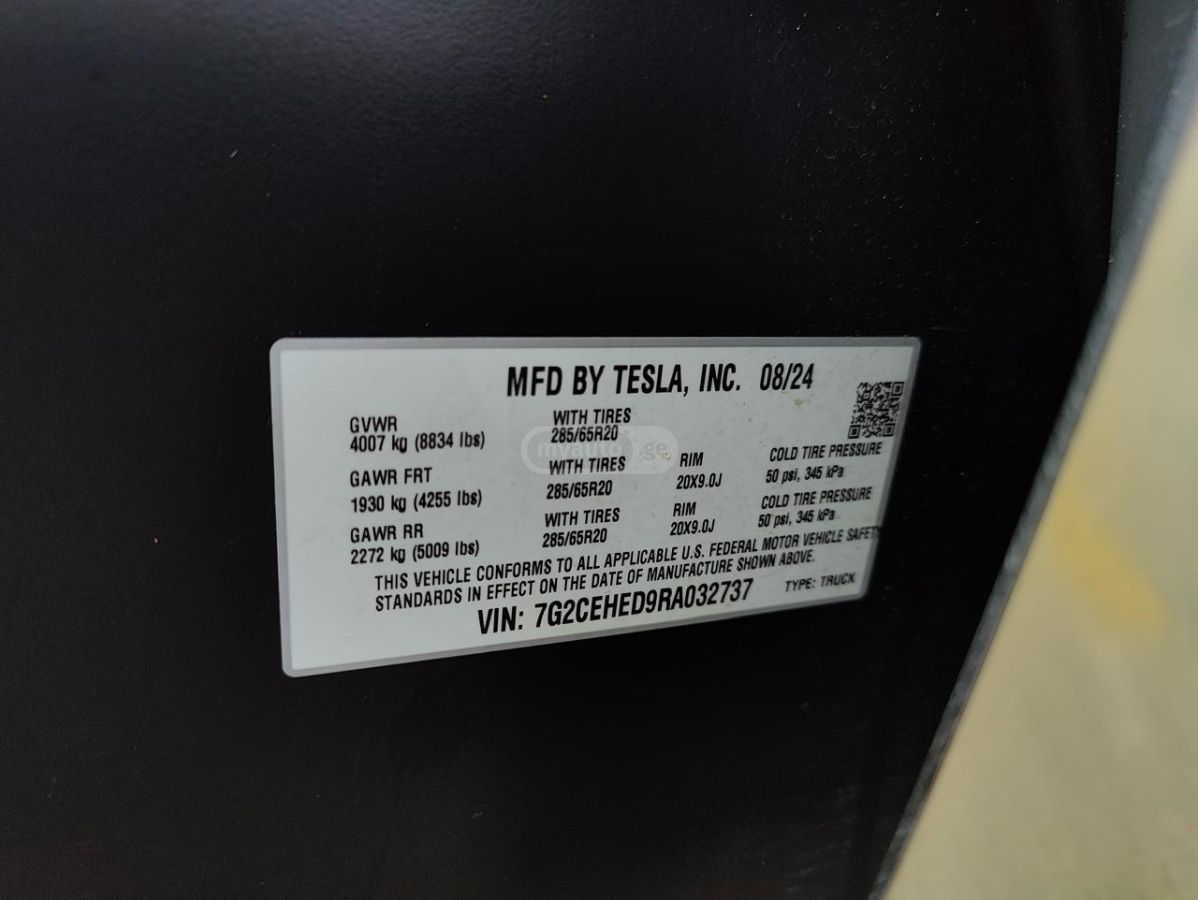 MFD BY TESLA, INC. 08/24
GVWR
4007 kg (8834 lbs)
WITH TIRES
285/65R20
GAWR FRT
1930 kg (4255 lbs)
WITH TIRES
285/65R20
RIM
20X9.0J
COLD TIRE PRESSURE
50 psi, 345 kPa
GAWR RR
2272 kg (5009 lbs)
WITH TIRES
285/65R20
RIM
20X9.0J
COLD TIRE PRESSURE
50 psi, 345 kPa
THIS VEHICLE CONFORMS TO ALL APPLICABLE U.S. FEDERAL MOTOR VEHICLE SAFET
STANDARDS IN EFFECT ON THE DATE OF MANUFACTURE SHOWN ABOVE.
VIN: 7G2CEHED9RA032737
TYPE: TRUCK
myauto.ge